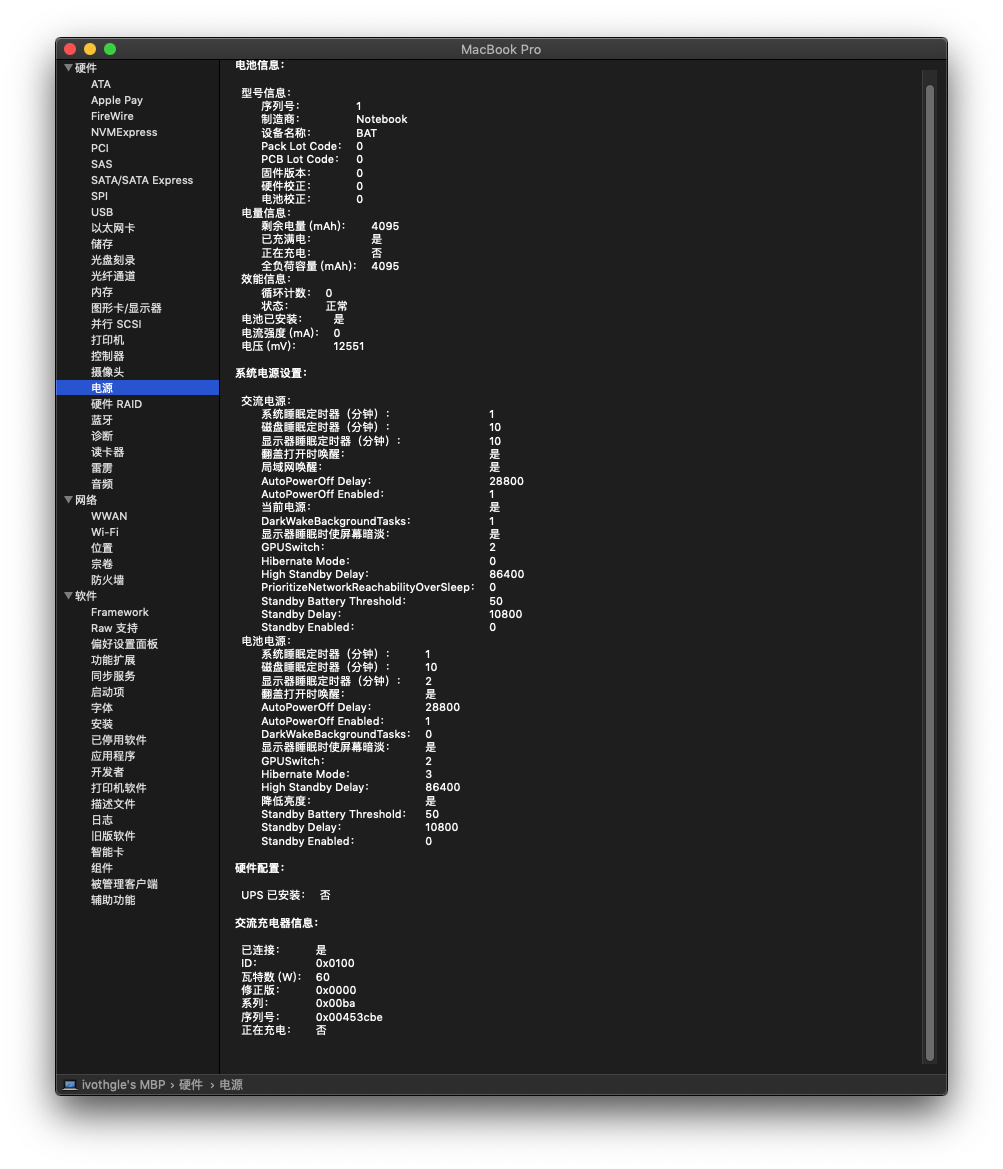 MacBook Pro
硬件
ATA
Apple Pay
FireWire
NVMExpress
PCI
SAS
SATA/SATA Express
SPI
USB
以太网卡
储存
光盘刻录
光纤通道
内存
图形卡/显示器
并行 SCSI
打印机
控制器
摄像头
电源
硬件 RAID
蓝牙
诊断
读卡器
雷雳
音频
网络
WWAN
Wi-Fi
位置
宗卷
防火墙
软件
Framework
Raw 支持
偏好设置面板
功能扩展
同步服务
启动项
字体
安装
已停用软件
应用程序
开发者
打印机软件
描述文件
日志
旧版软件
智能卡
组件
被管理客户端
辅助功能
电池信息：
型号信息：
序列号： 1
制造商： Notebook
设备名称： BAT
Pack Lot Code： 0
PCB Lot Code： 0
固件版本： 0
硬件校正： 0
电池校正： 0
电量信息：
剩余电量 (mAh)： 4095
已充满电： 是
正在充电： 否
全负荷容量 (mAh)： 4095
效能信息：
循环计数： 0
状态： 正常
电池已安装： 是
电流强度 (mA)： 0
电压 (mV)： 12551
系统电源设置：
交流电源：
系统睡眠定时器（分钟）： 1
磁盘睡眠定时器（分钟）： 10
显示器睡眠定时器（分钟）： 10
翻盖打开时唤醒： 是
局域网唤醒： 是
AutoPowerOff Delay： 28800
AutoPowerOff Enabled： 1
当前电源： 是
DarkWakeBackgroundTasks： 1
显示器睡眠时使屏幕暗淡： 是
GPUSwitch： 2
Hibernate Mode： 0
High Standby Delay： 86400
PrioritizeNetworkReachabilityOverSleep： 0
Standby Battery Threshold： 50
Standby Delay： 10800
Standby Enabled： 0
电池电源：
系统睡眠定时器（分钟）： 1
磁盘睡眠定时器（分钟）： 10
显示器睡眠定时器（分钟）： 2
翻盖打开时唤醒： 是
AutoPowerOff Delay： 28800
AutoPowerOff Enabled： 1
DarkWakeBackgroundTasks： 0
显示器睡眠时使屏幕暗淡： 是
GPUSwitch： 2
Hibernate Mode： 3
High Standby Delay： 86400
降低亮度： 是
Standby Battery Threshold： 50
Standby Delay： 10800
Standby Enabled： 0
硬件配置：
UPS 已安装： 否
交流充电器信息：
已连接： 是
ID： 0x0100
瓦特数 (W)： 60
修正版： 0x0000
系列： 0x00ba
序列号： 0x00453cbe
正在充电： 否
ivothgle's MBP › 硬件 › 电源